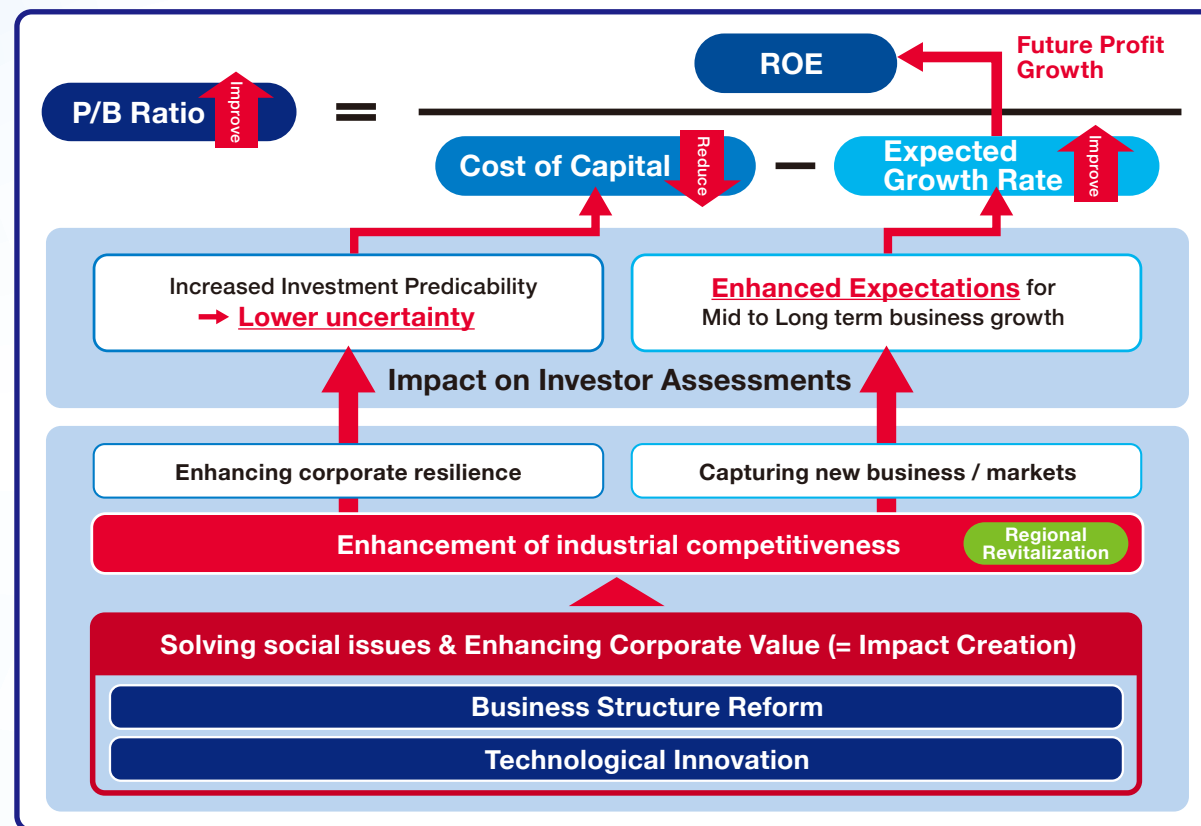 ROE
Future Profit
Growth
P/B Ratio
Improve
=
Cost of Capital
Reduce
−
Expected
Growth Rate
Improve
Increased Investment Predicability
→ Lower uncertainty
Enhanced Expectations for
Mid to Long term business growth
Impact on Investor Assessments
Enhancing corporate resilience
Capturing new business / markets
Enhancement of industrial competitiveness
Regional
Revitalization
Solving social issues & Enhancing Corporate Value (= Impact Creation)
Business Structure Reform
Technological Innovation